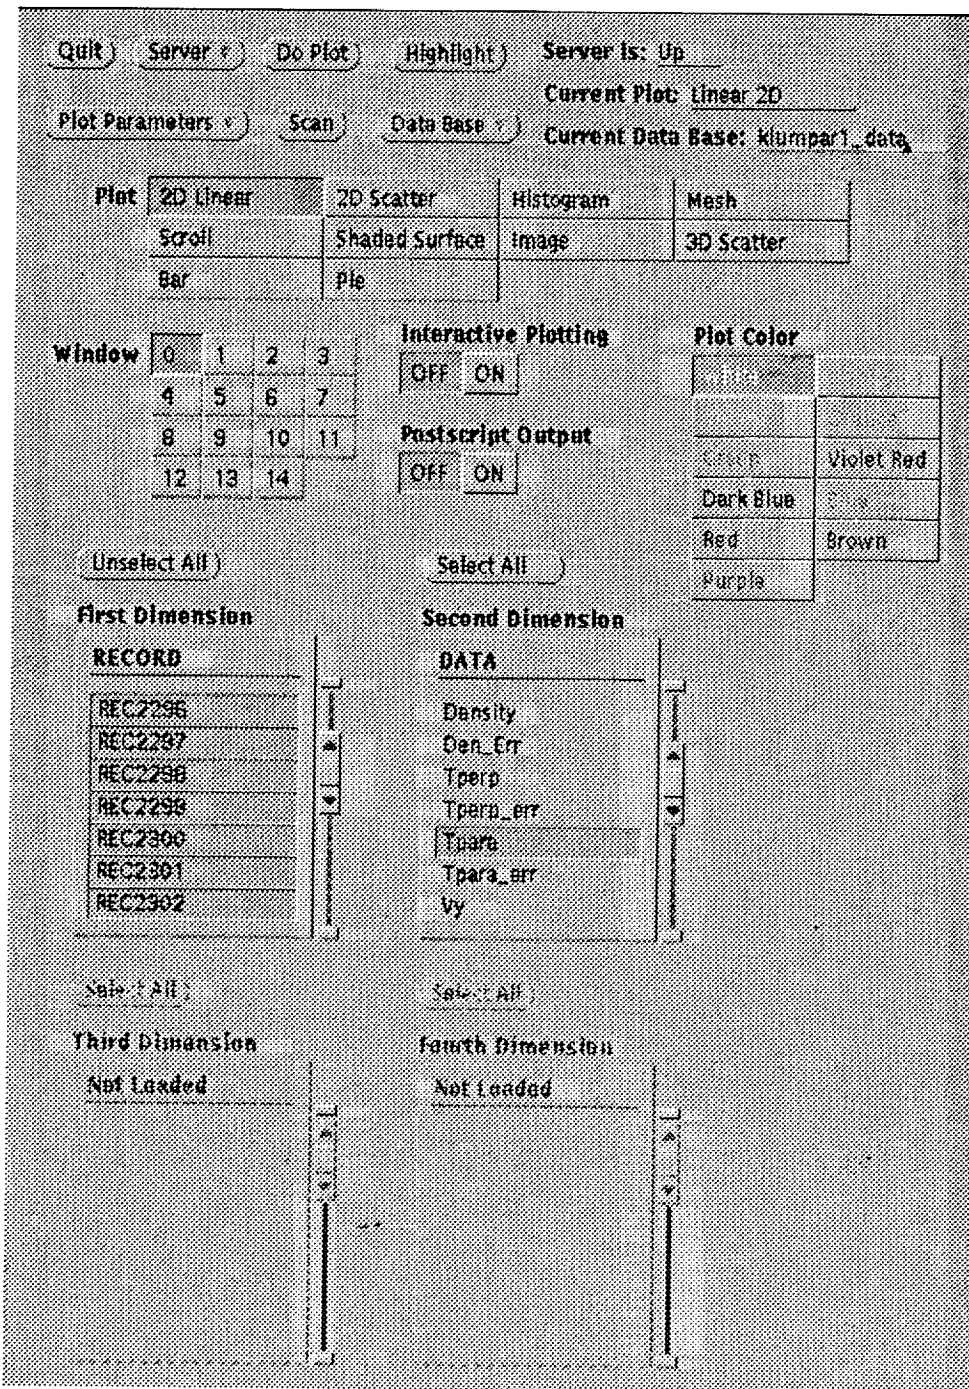 Quit Server Do Plot Highlight Server is: Up
Current Plot: Linear 2D
Plot Parameters Scan Data Base Current Data Base: klumpar1_data
Plot 2D Linear 2D Scatter Histogram Mesh
Scroll Shaded Surface Image 3D Scatter
Bar Pie
Window 0 1 2 3
4 5 6 7
8 9 10 11
12 13 14
Interactive Plotting
OFF ON
Postscript Output
OFF ON
Plot Color
White
Green Violet Red
Dark Blue
Red Brown
Purple
Unselect All Select All
First Dimension
RECORD
REC2296
REC2297
REC2298
REC2299
REC2300
REC2301
REC2302
Second Dimension
DATA
Density
Den_Err
Tperp
Tperp_err
Tpara
Tpara_err
Vy
Select All Select All
Third Dimension
Not Loaded
Fourth Dimension
Not Loaded